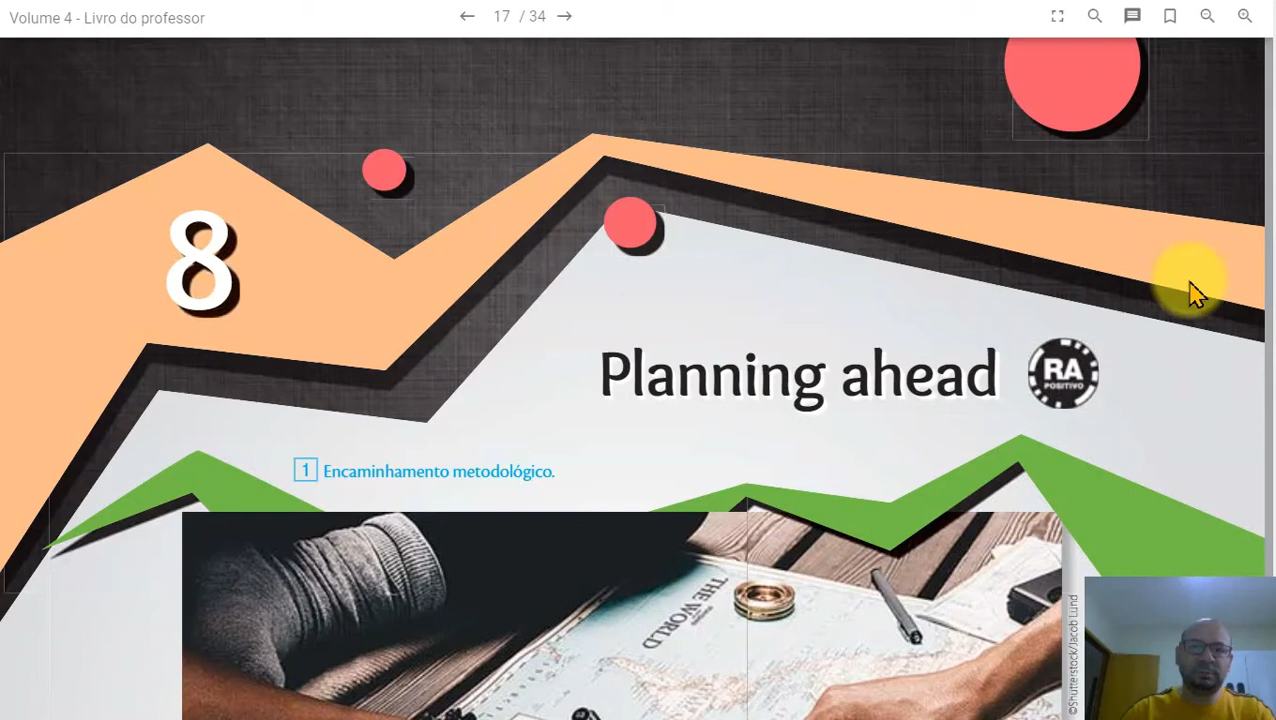 Volume 4 - Livro do professor
17 / 34
8
Planning ahead
RA
POSITIVO
1 Encaminhamento metodológico.
THE WORLD
©Shutterstock/Jacob Lund